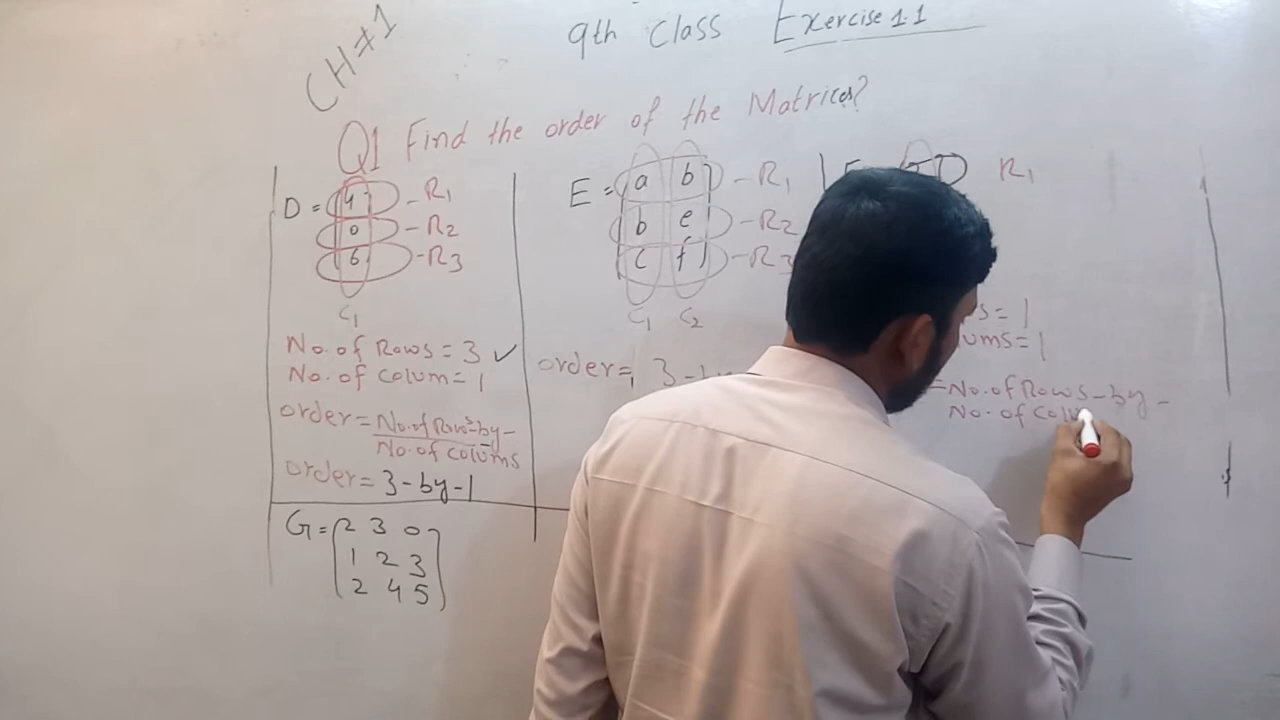 CH#1
9th Class Exercise 1.1
Q1 Find the order of the Matrices?
D = 4 - R1
0 - R2
6 - R3
C1
No. of Rows = 3 ✓
No. of Colum = 1
order = No. of Rows-by-
No. of Colums
order = 3-by-1
E = a b - R1
b e - R2
c f - R3
C1 C2
order = 3-
R1
= 1
= 1
= No. of Rows-by-
No. of
G = 2 3 0
1 2 3
2 4 5